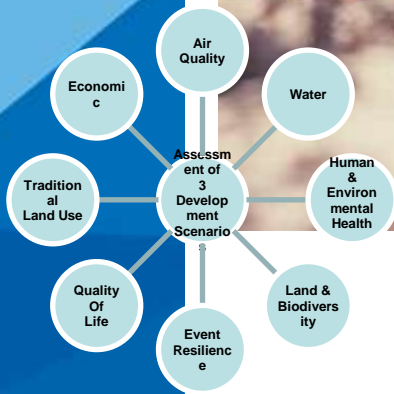 Air
Quality
Economi
c
Water
Assessm
ent of
3
Develop
ment
Scenario
s
Human
&
Environ
mental
Health
Tradition
al
Land Use
Quality
Of
Life
Land &
Biodivers
ity
Event
Resilienc
e